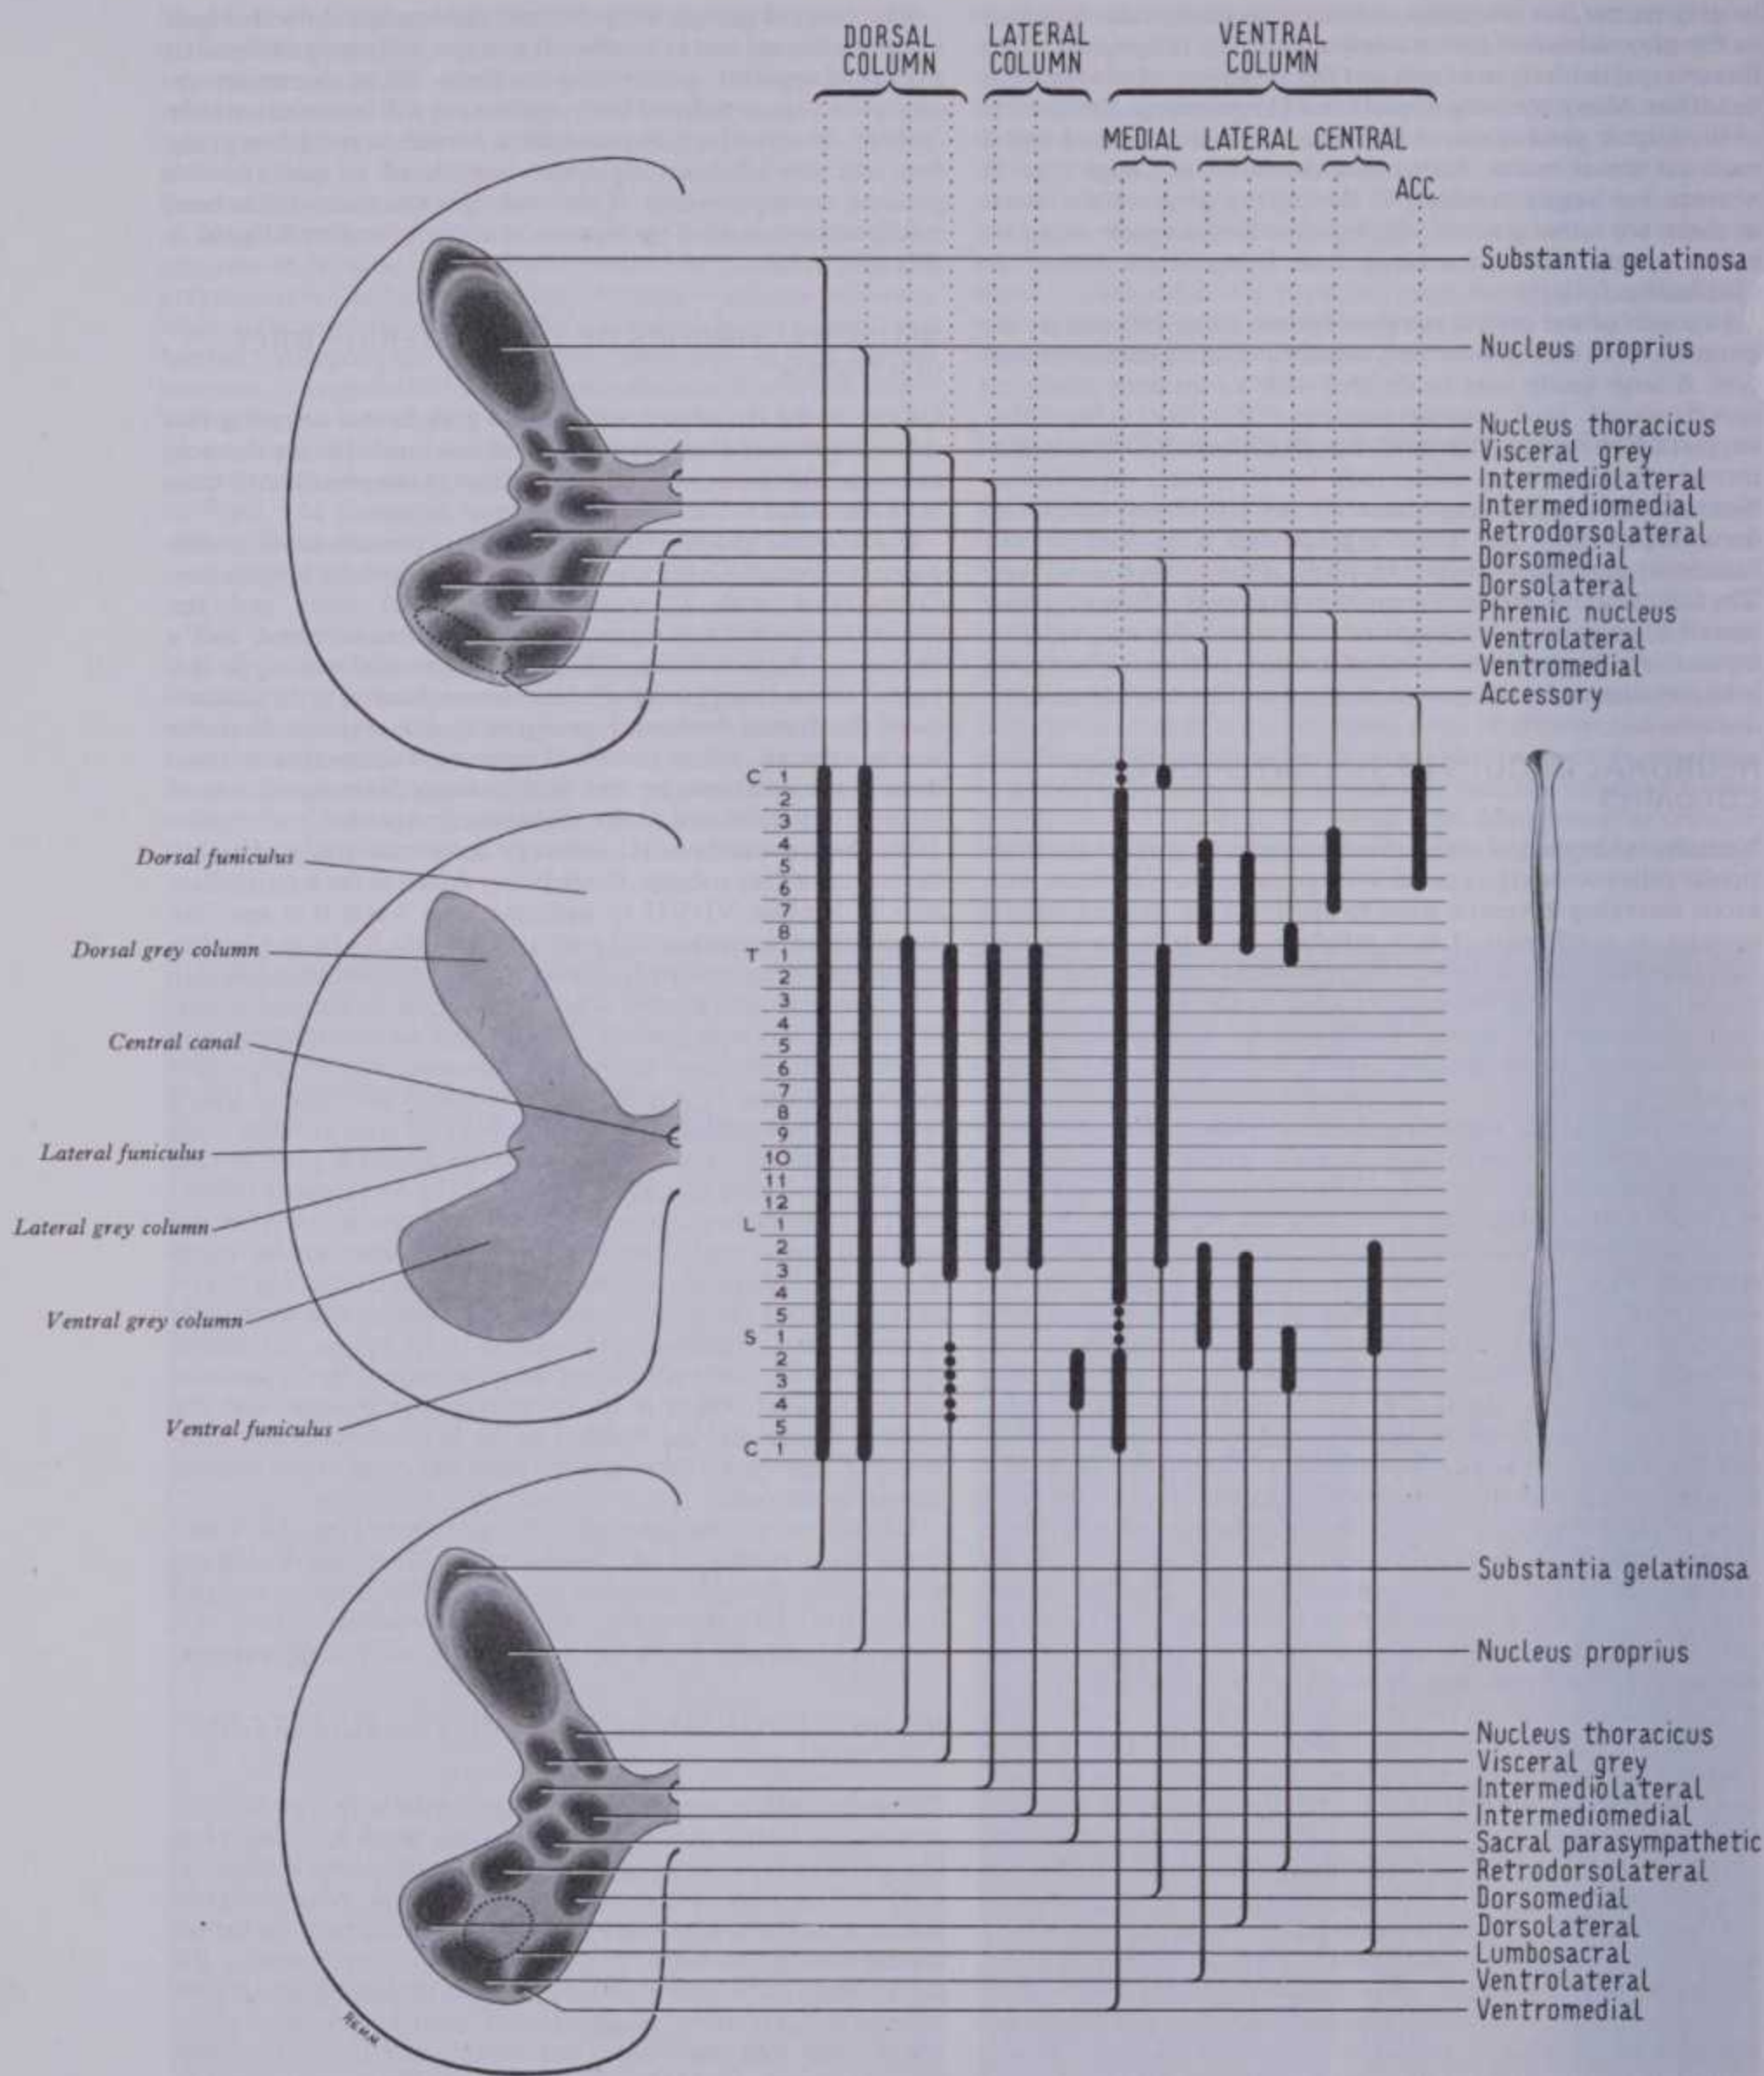 DORSAL
COLUMN
LATERAL
COLUMN
VENTRAL
COLUMN
MEDIAL
LATERAL
CENTRAL
ACC.
Substantia gelatinosa
Nucleus proprius
Nucleus thoracicus
Visceral grey
Intermediolateral
Intermediomedial
Retrodorsolateral
Dorsomedial
Dorsolateral
Phrenic nucleus
Ventrolateral
Ventromedial
Accessory
Dorsal funiculus
Dorsal grey column
Central canal
Lateral funiculus
Lateral grey column
Ventral grey column
Ventral funiculus
C 1
2
3
4
5
6
7
8
T 1
2
3
4
5
6
7
8
9
10
11
12
L 1
2
3
4
5
S 1
2
3
4
5
C 1
Substantia gelatinosa
Nucleus proprius
Nucleus thoracicus
Visceral grey
Intermediolateral
Intermediomedial
Sacral parasympathetic
Retrodorsolateral
Dorsomedial
Dorsolateral
Lumbosacral
Ventrolateral
Ventromedial